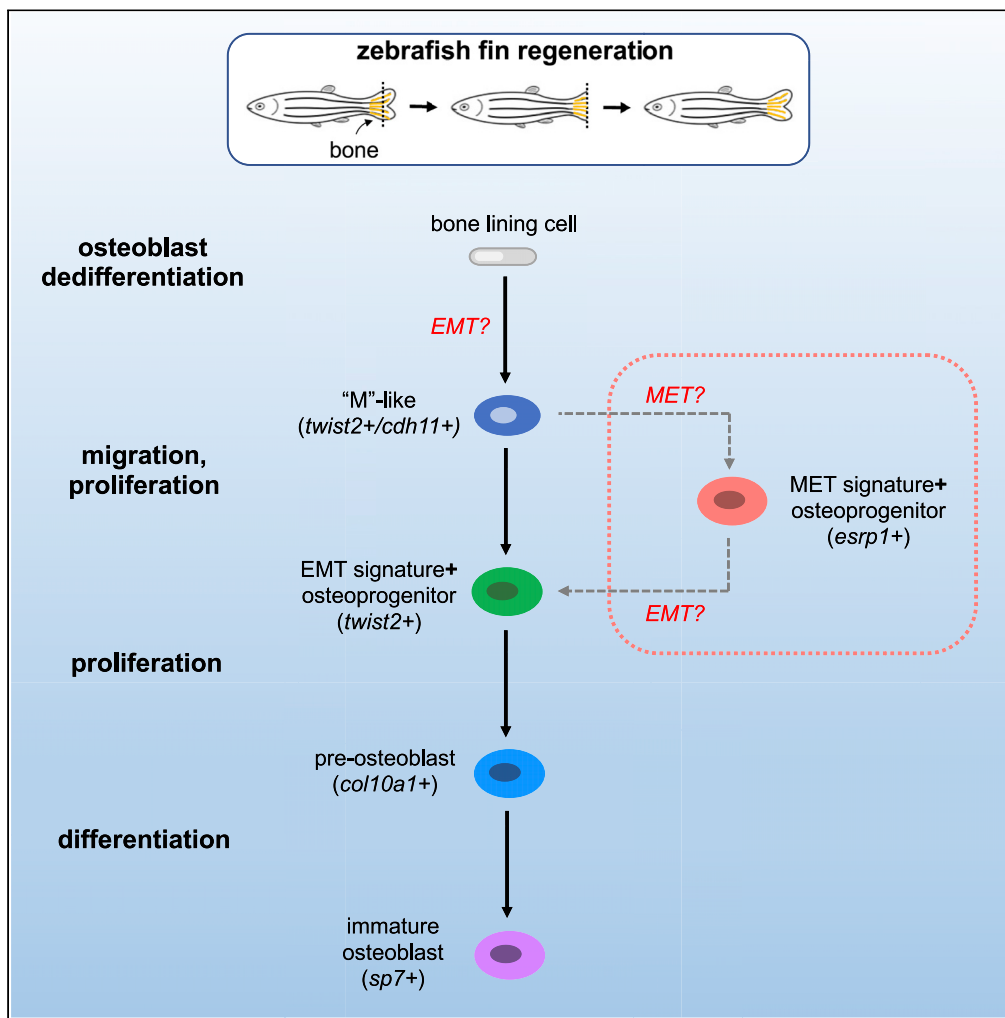 zebrafish fin regeneration
bone
bone lining cell
osteoblast
dedifferentiation
EMT?
"M"-like
(twist2+/cdh11+)
MET?
migration,
proliferation
MET signature+
osteoprogenitor
(esrp1+)
EMT signature+
osteoprogenitor
(twist2+)
EMT?
proliferation
pre-osteoblast
(col10a1+)
differentiation
immature
osteoblast
(sp7+)